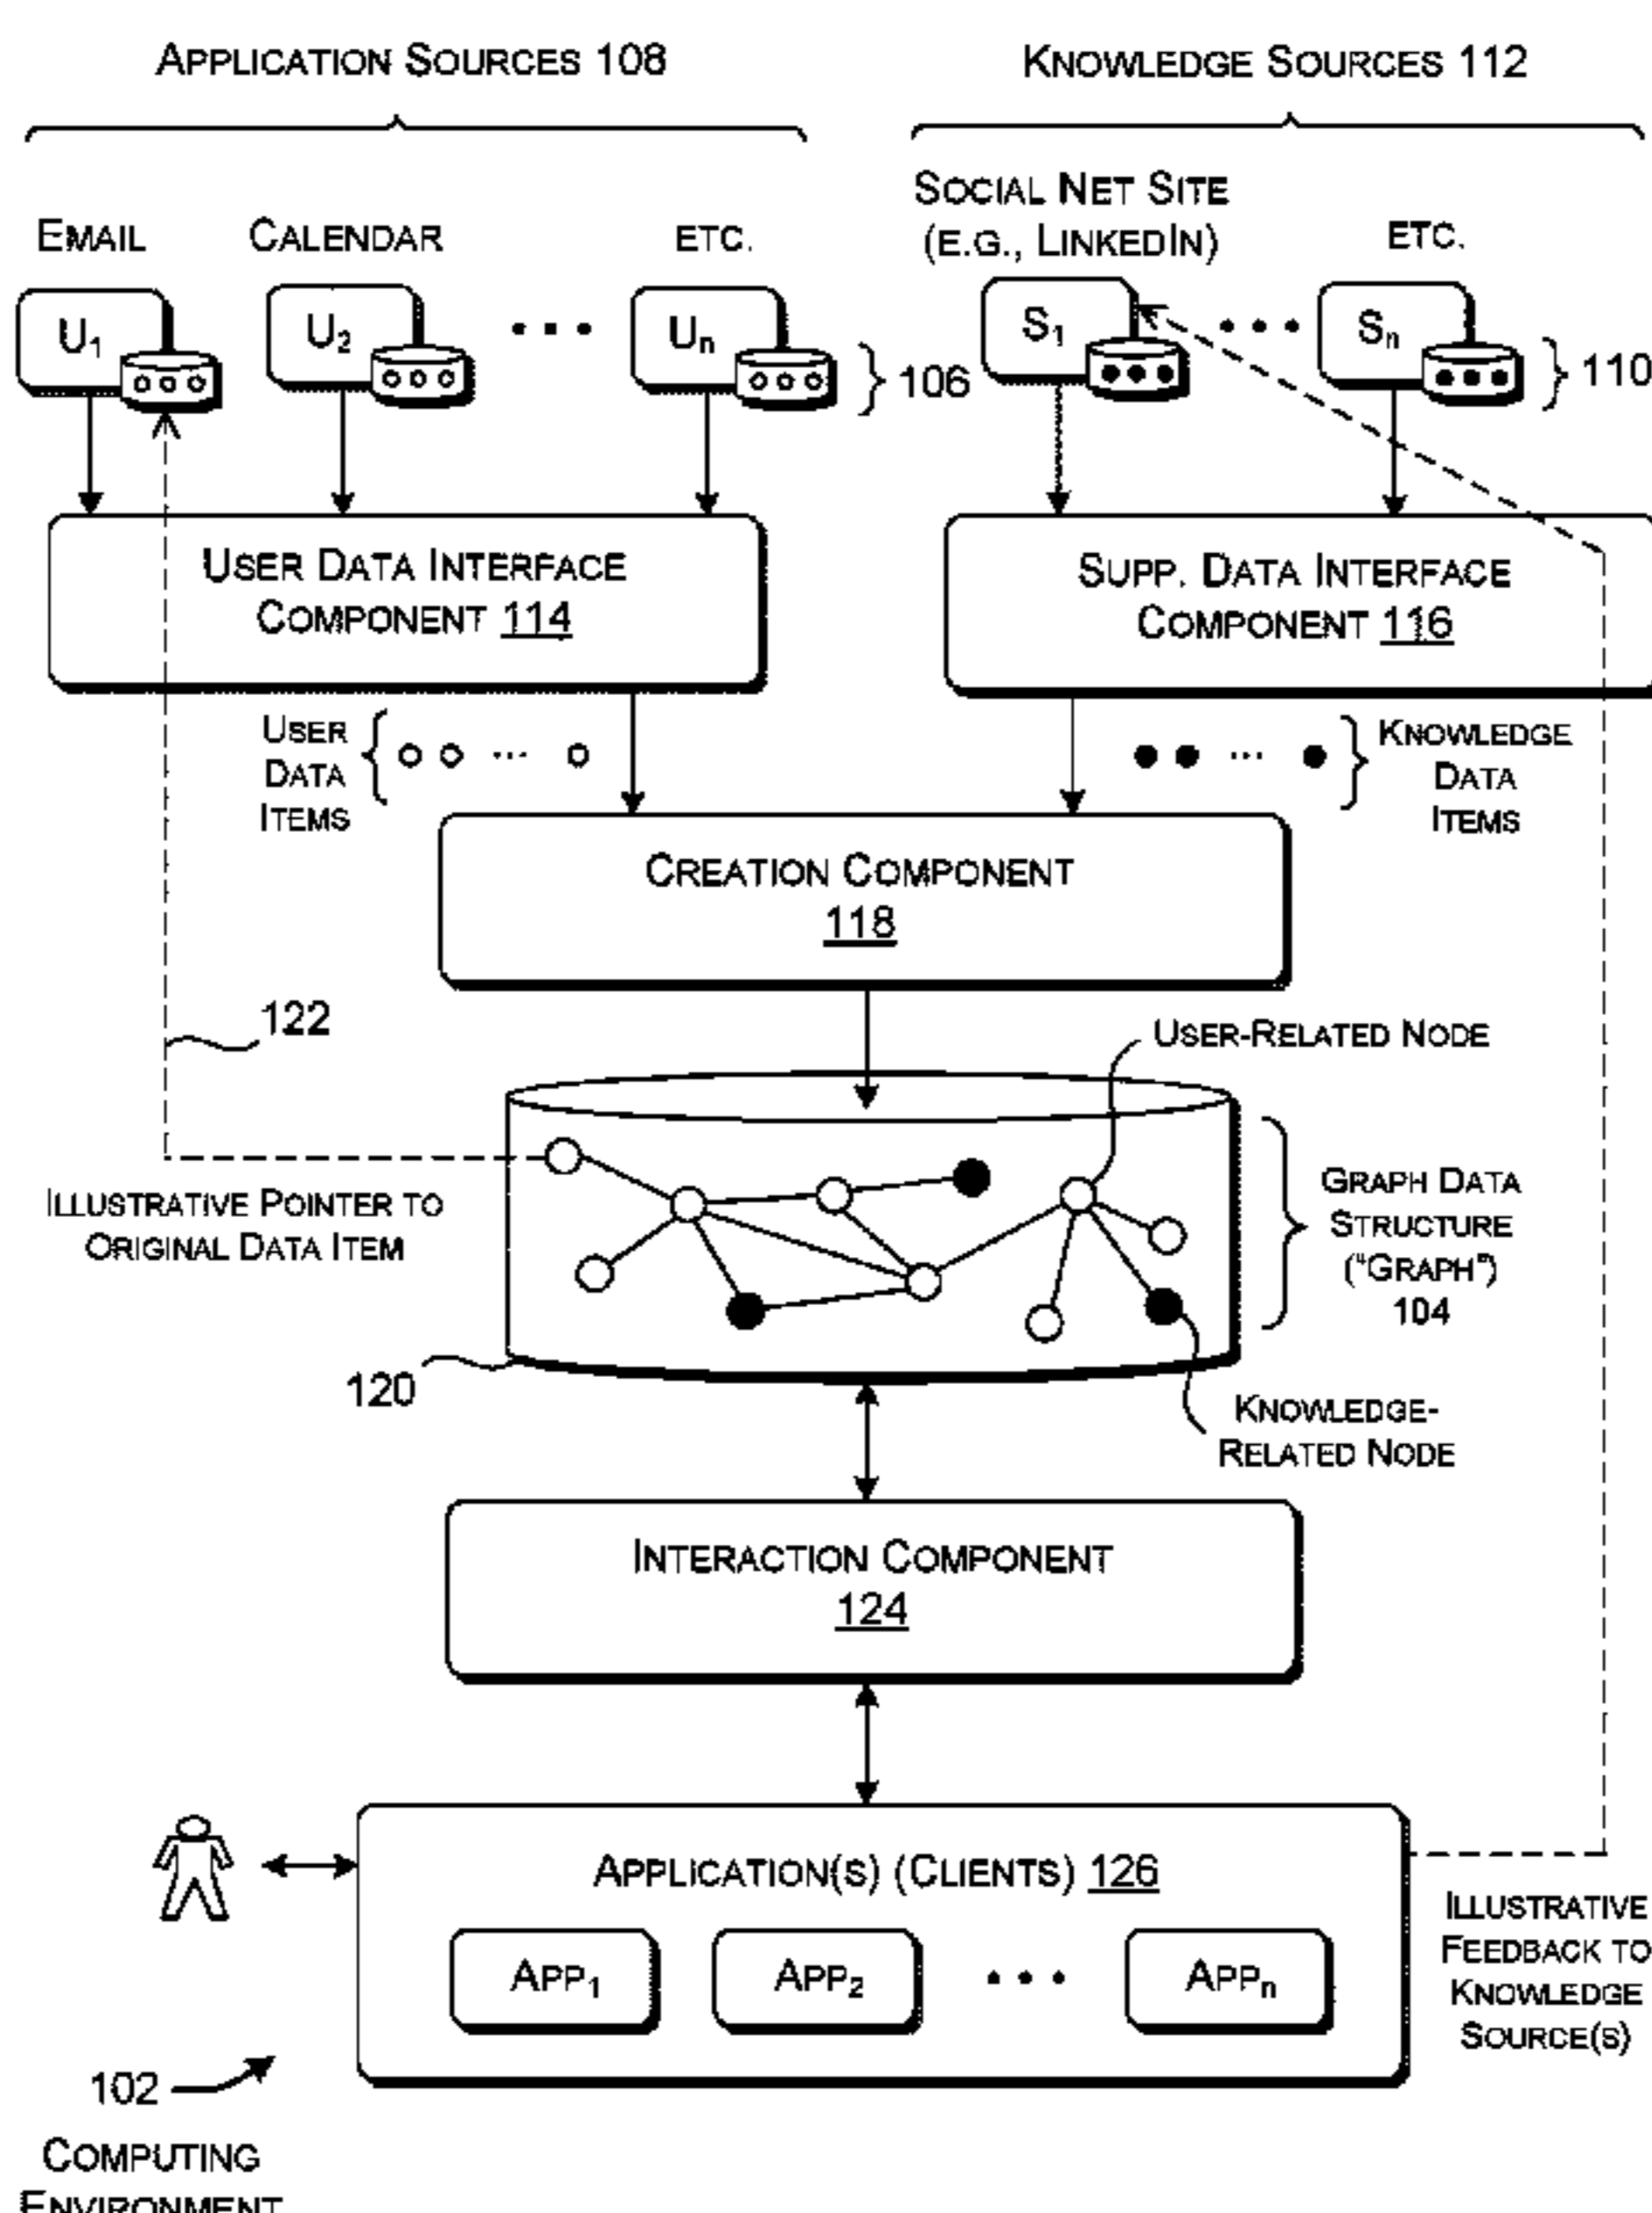 APPLICATION SOURCES 108
KNOWLEDGE SOURCES 112
EMAIL
CALENDAR
ETC.
SOCIAL NET SITE
(E.G., LINKEDIN)
ETC.
U1
U2
Un
106
S1
Sn
110
USER DATA INTERFACE
COMPONENT 114
SUPP. DATA INTERFACE
COMPONENT 116
USER
DATA
ITEMS
KNOWLEDGE
DATA
ITEMS
CREATION COMPONENT
118
122
USER-RELATED NODE
ILLUSTRATIVE POINTER TO
ORIGINAL DATA ITEM
GRAPH DATA
STRUCTURE
("GRAPH")
104
120
KNOWLEDGE-
RELATED NODE
INTERACTION COMPONENT
124
APPLICATION(S) (CLIENTS) 126
APP1
APP2
APPn
ILLUSTRATIVE
FEEDBACK TO
KNOWLEDGE
SOURCE(S)
102
COMPUTING
ENVIRONMENT